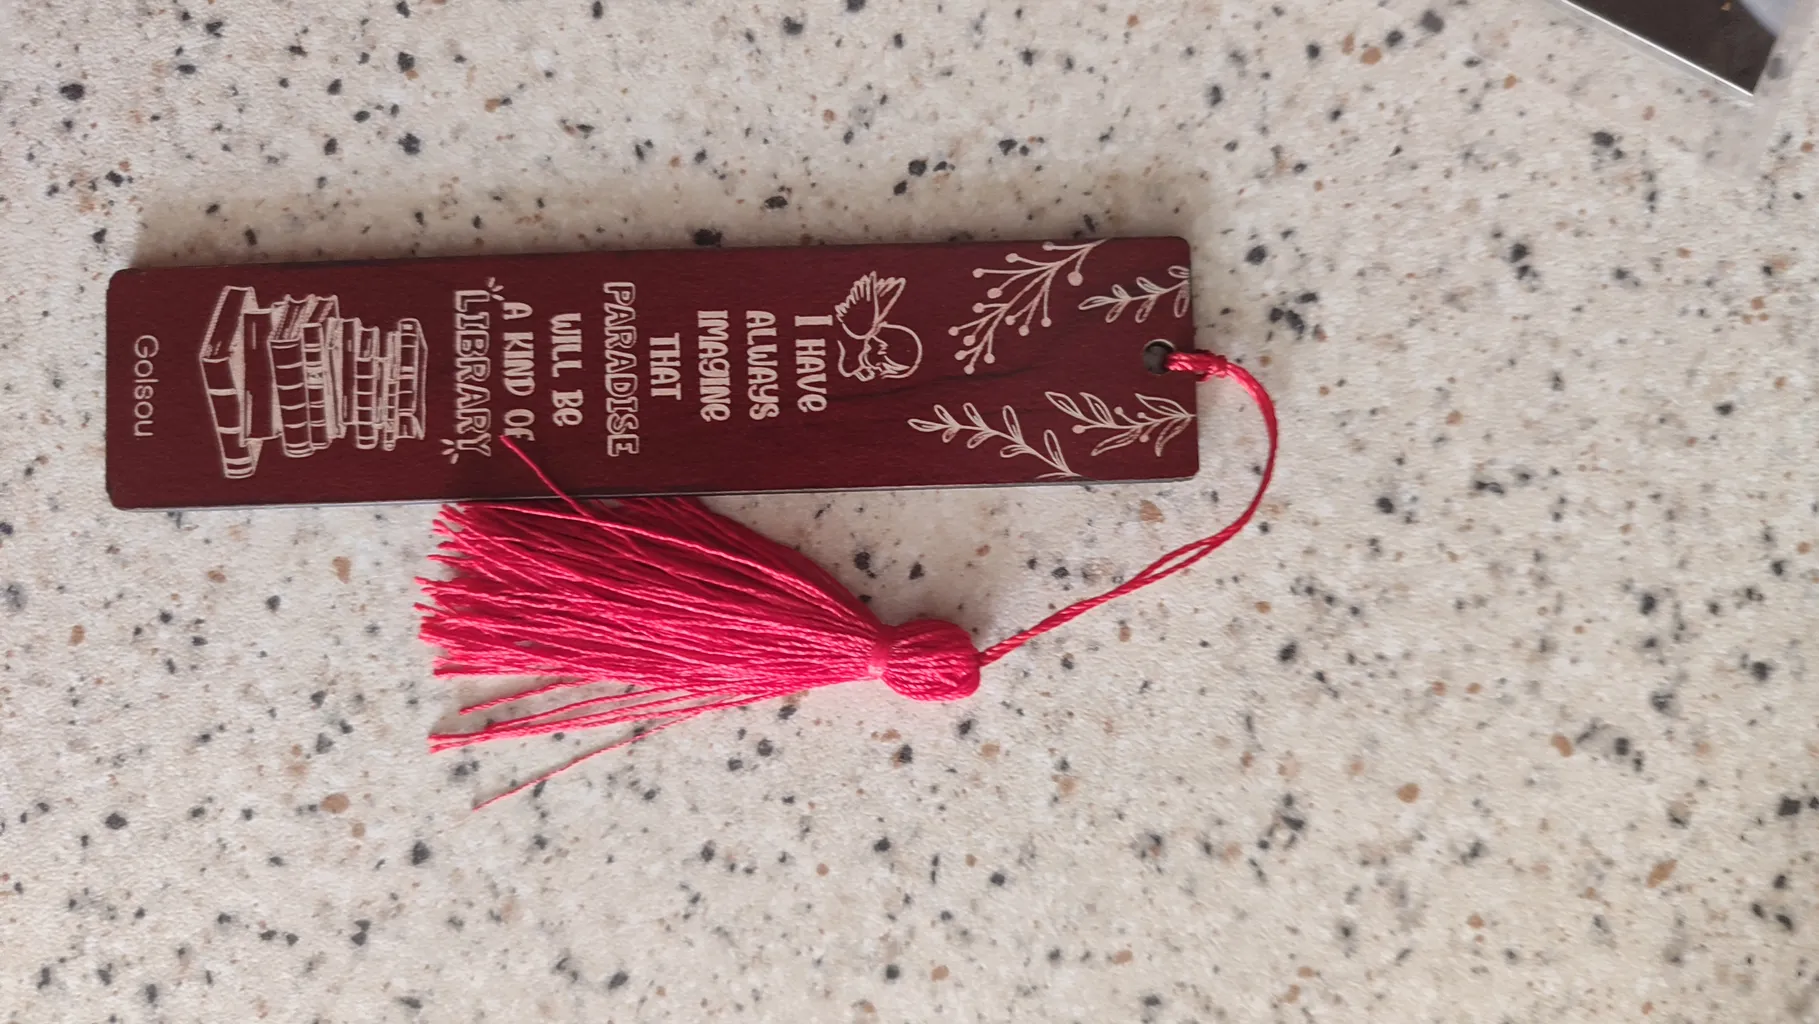 I HAVE
ALWAYS
IMAGINE
THAT
PARADISE
WILL BE
A KIND OF
LIBRARY
Golsou